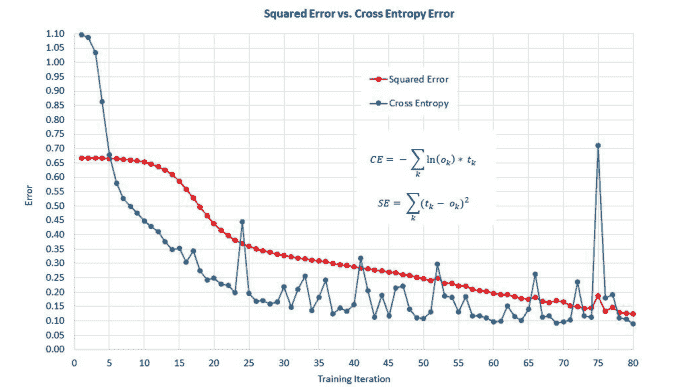 Squared Error vs. Cross Entropy Error
1.10
1.05
1.00
0.95
0.90
0.85
0.80
0.75
0.70
0.65
0.60
0.55
0.50
0.45
0.40
0.35
0.30
0.25
0.20
0.15
0.10
0.05
0.00
Error
Squared Error
Cross Entropy
CE = − ∑ ln(oₖ) * tₖ
k
SE = ∑ (tₖ − oₖ)²
k
0 5 10 15 20 25 30 35 40 45 50 55 60 65 70 75 80
Training Iteration